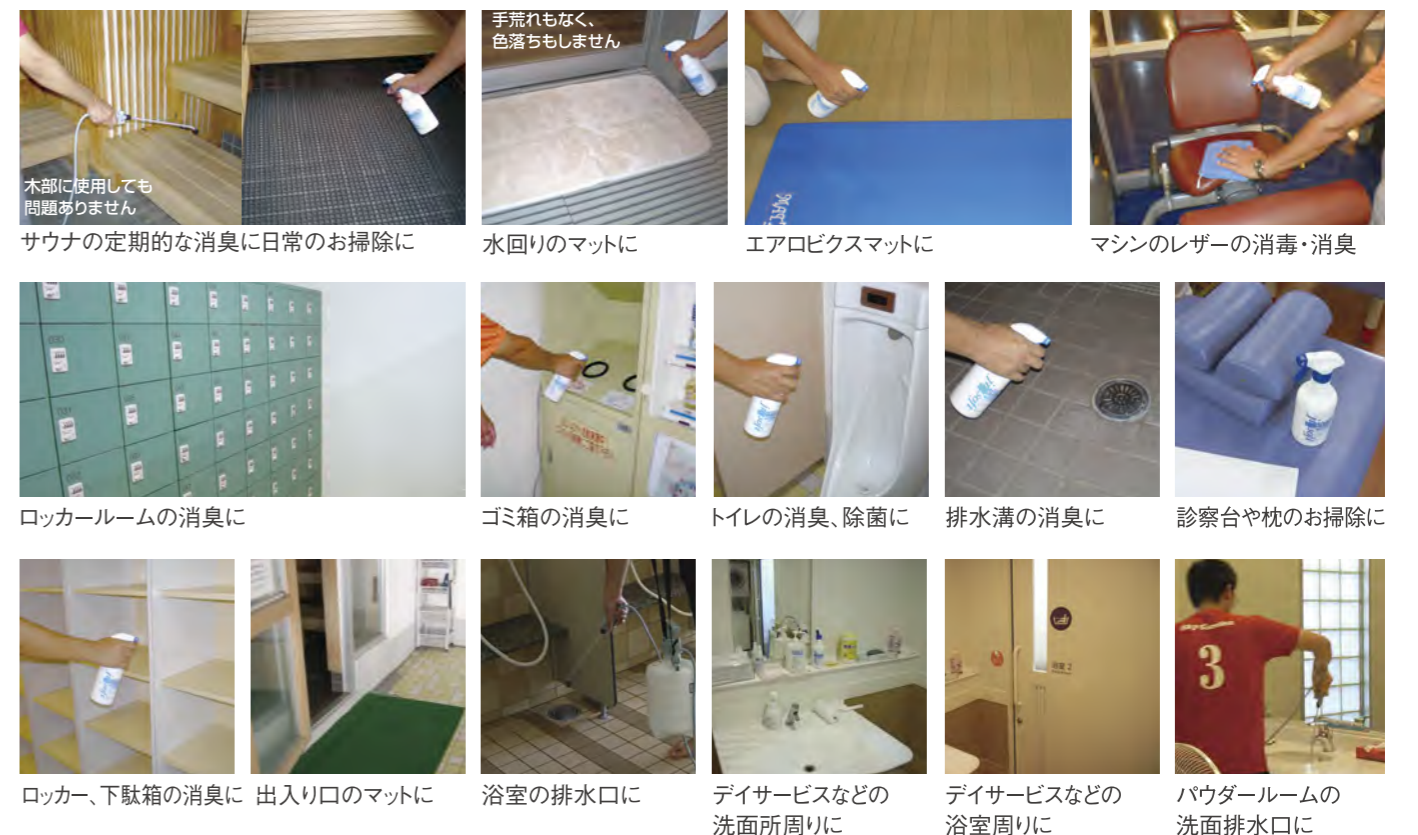 木部に使用しても
問題ありません
手荒れもなく、
色落ちもしません
サウナの定期的な消臭に日常のお掃除に
水回りのマットに
エアロビクスマットに
マシンのレザーの消毒・消臭
ロッカールームの消臭に
ゴミ箱の消臭に
トイレの消臭、除菌に
排水溝の消臭に
診察台や枕のお掃除に
ロッカー、下駄箱の消臭に
出入り口のマットに
浴室の排水口に
デイサービスなどの
洗面所周りに
浴室 2
デイサービスなどの
浴室周りに
3
パウダールームの
洗面排水口に